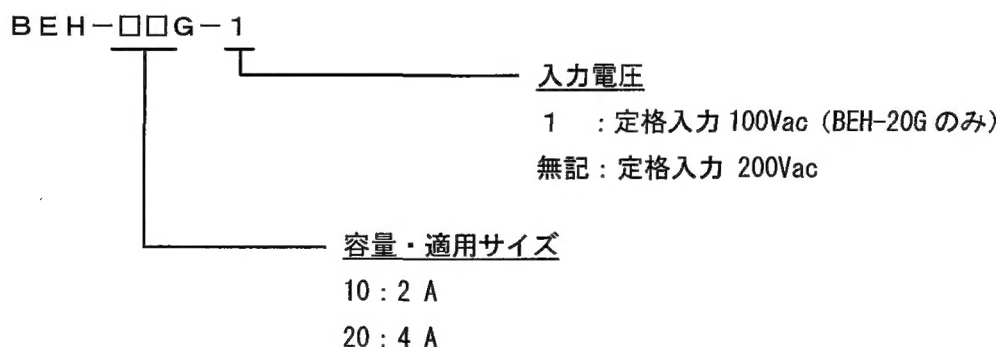 BEH-□□G-1
入力電圧
1 :定格入力 100Vac (BEH-20G のみ)
無記:定格入力 200Vac
容量・適用サイズ
10:2 A
20:4 A